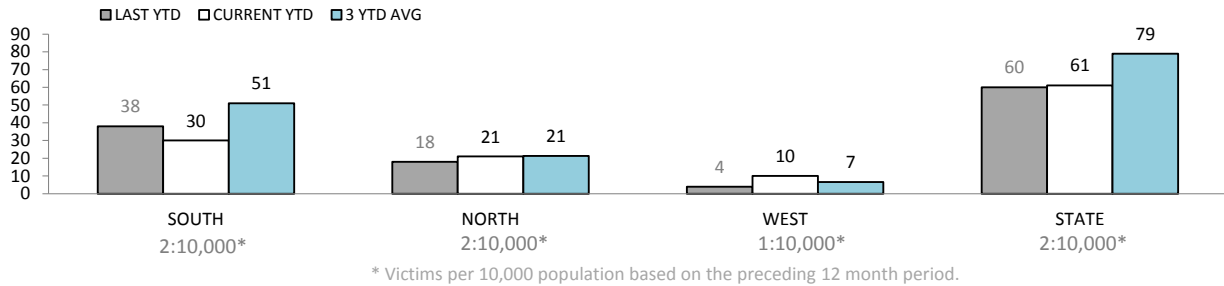 LAST YTD CURRENT YTD 3 YTD AVG
90
80
70
60
50
40
30
20
10
0
38 30 51
18 21 21
4 10 7
60 61 79
SOUTH NORTH WEST STATE
2:10,000* 2:10,000* 1:10,000* 2:10,000*
* Victims per 10,000 population based on the preceding 12 month period.